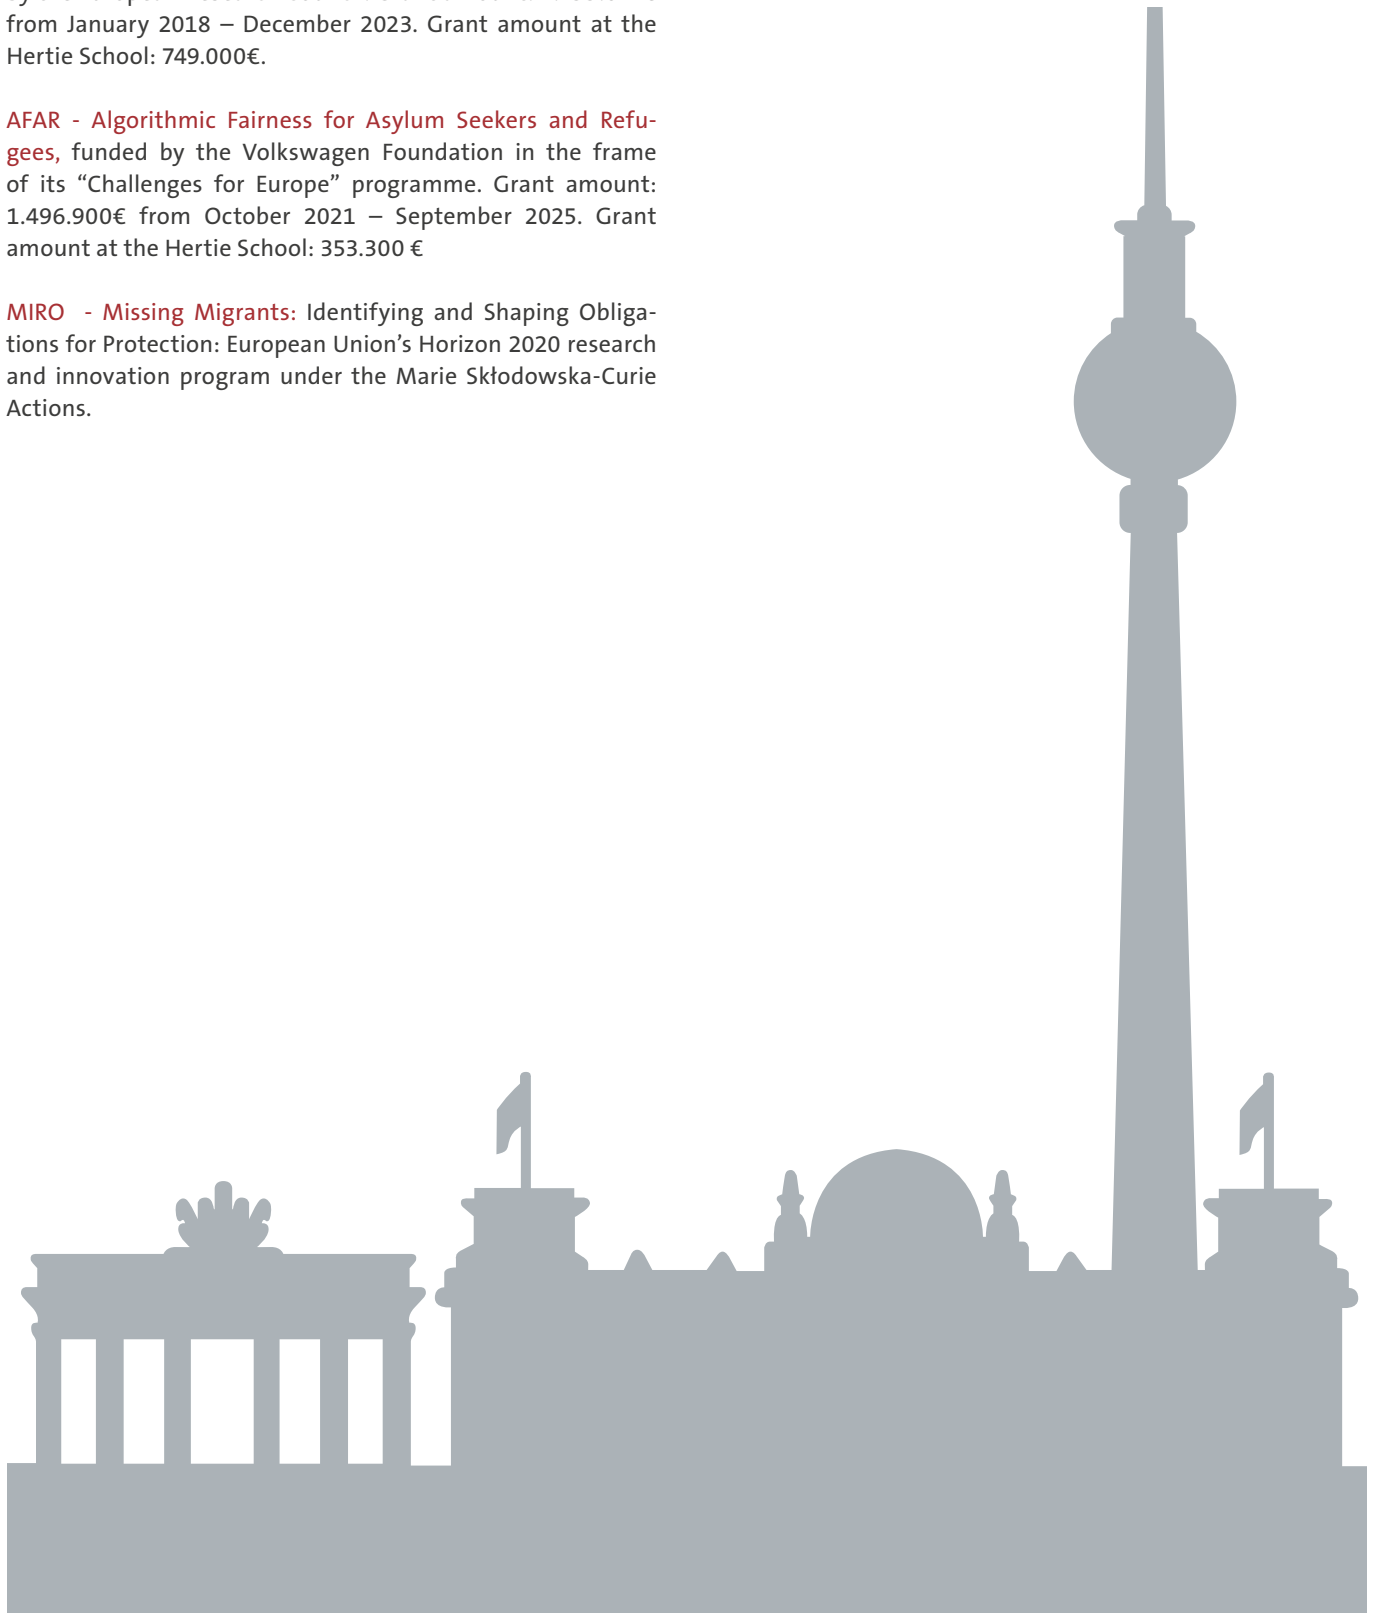 from January 2018 – December 2023. Grant amount at the
Hertie School: 749.000€.
AFAR - Algorithmic Fairness for Asylum Seekers and Refu-
gees, funded by the Volkswagen Foundation in the frame
of its “Challenges for Europe” programme. Grant amount:
1.496.900€ from October 2021 – September 2025. Grant
amount at the Hertie School: 353.300 €
MIRO - Missing Migrants: Identifying and Shaping Obliga-
tions for Protection: European Union’s Horizon 2020 research
and innovation program under the Marie Skłodowska-Curie
Actions.